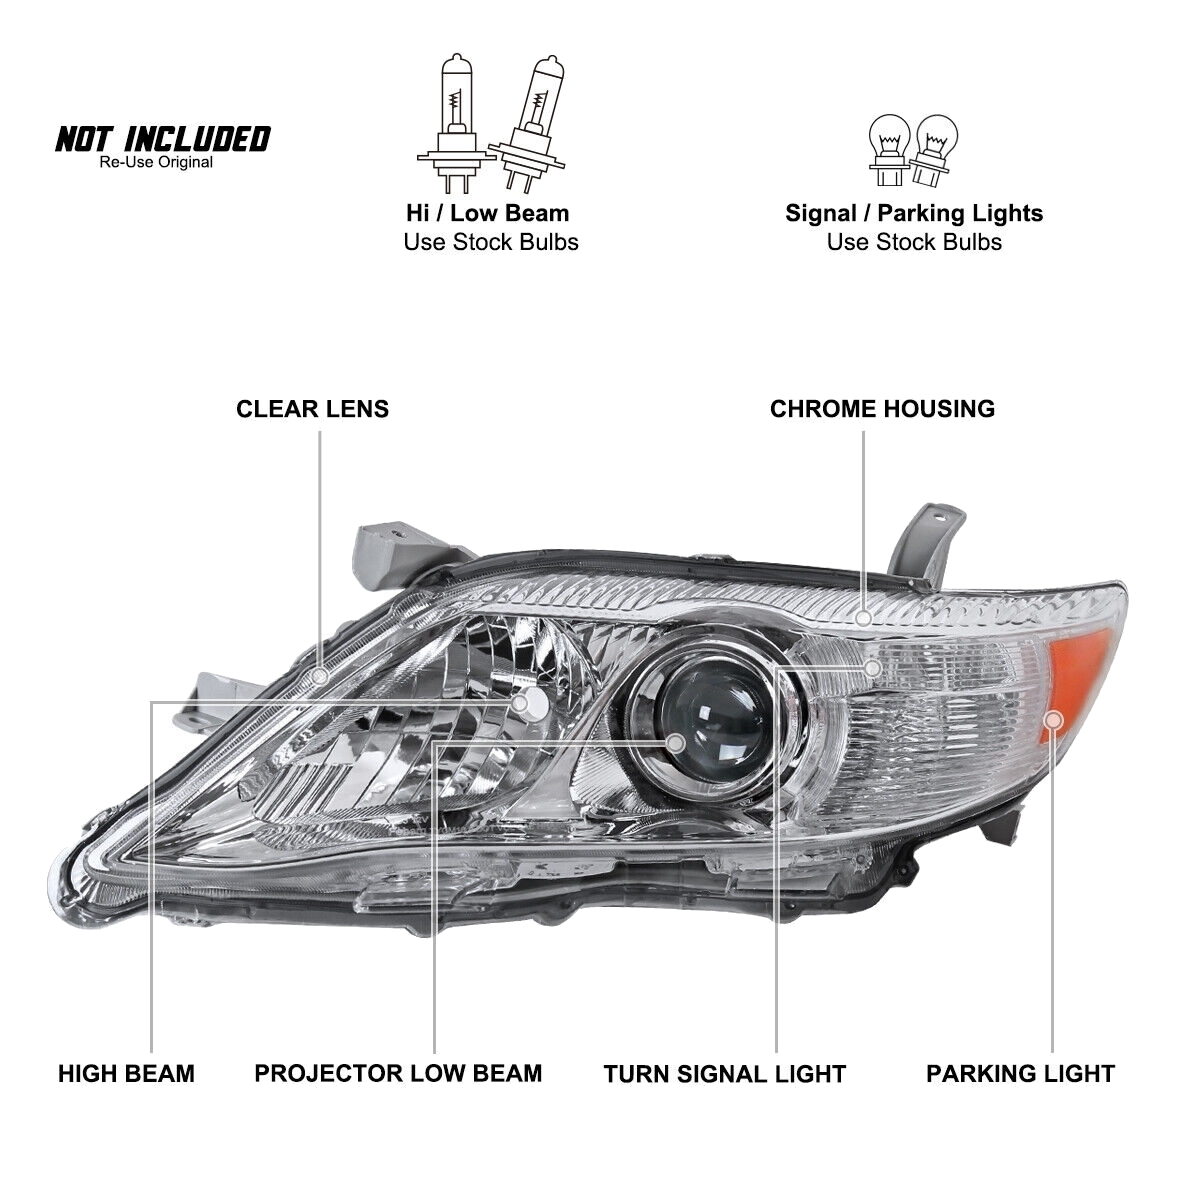 NOT INCLUDED
Re-Use Original
Hi / Low Beam
Use Stock Bulbs
Signal / Parking Lights
Use Stock Bulbs
CLEAR LENS
CHROME HOUSING
HIGH BEAM
PROJECTOR LOW BEAM
TURN SIGNAL LIGHT
PARKING LIGHT